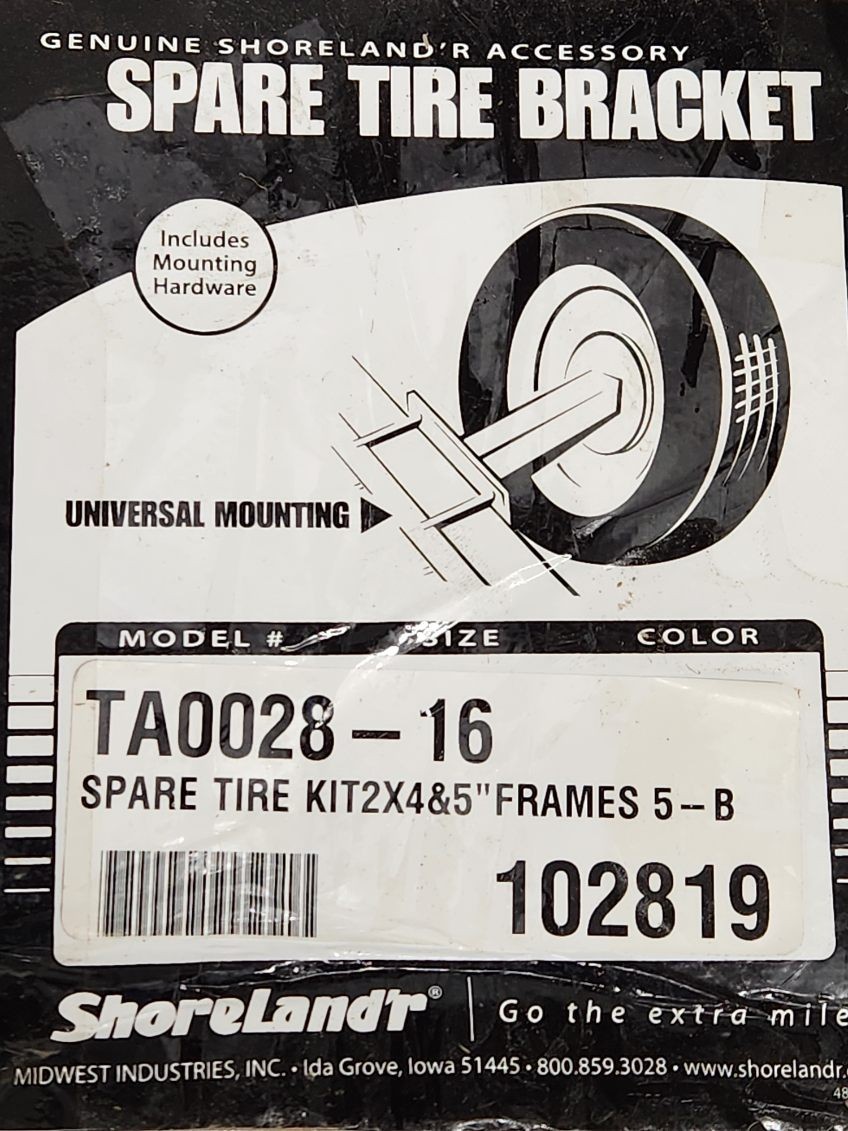 GENUINE SHORELAND'R ACCESSORY
SPARE TIRE BRACKET
Includes
Mounting
Hardware
UNIVERSAL MOUNTING
MODEL # SIZE COLOR
TA0028-16
SPARE TIRE KIT2X4&5"FRAMES 5-B
102819
ShoreLand'r® | Go the extra mile
MIDWEST INDUSTRIES, INC. • Ida Grove, Iowa 51445 • 800.859.3028 • www.shorelandr.
48